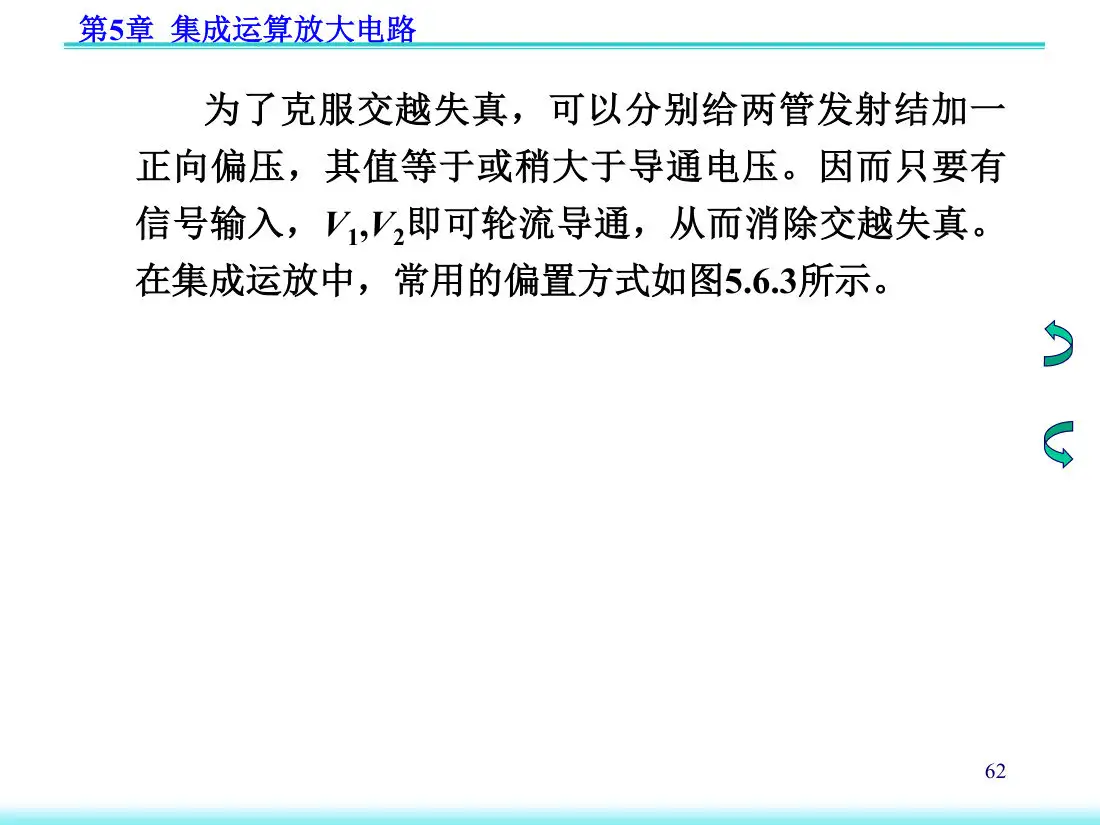 第5章 集成运算放大电路
为了克服交越失真，可以分别给两管发射结加一
正向偏压，其值等于或稍大于导通电压。因而只要有
信号输入，V1,V2即可轮流导通，从而消除交越失真。
在集成运放中，常用的偏置方式如图5.6.3所示。
62